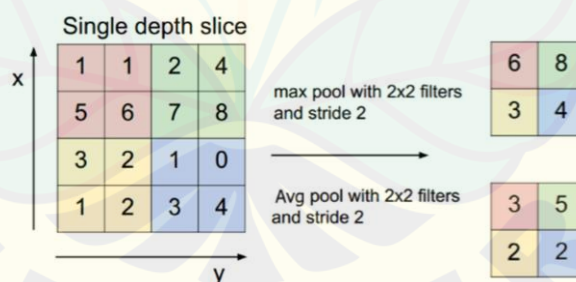 Single depth slice
x
1 1 2 4
5 6 7 8
3 2 1 0
1 2 3 4
y
max pool with 2x2 filters
and stride 2
6 8
3 4
Avg pool with 2x2 filters
and stride 2
3 5
2 2